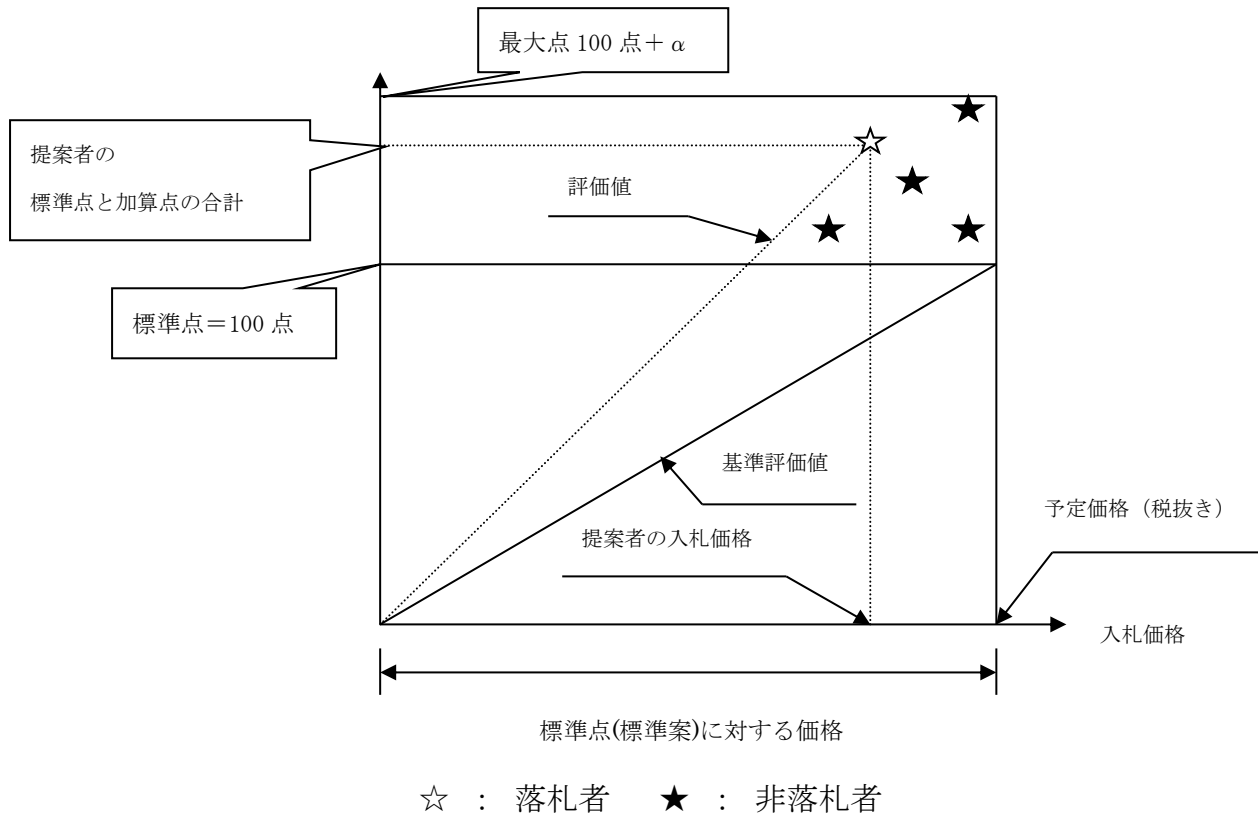 最大点 100 点+α
提案者の
標準点と加算点の合計
評価値
標準点=100 点
基準評価値
予定価格（税抜き）
提案者の入札価格
入札価格
標準点(標準案)に対する価格
☆ : 落札者 ★ : 非落札者